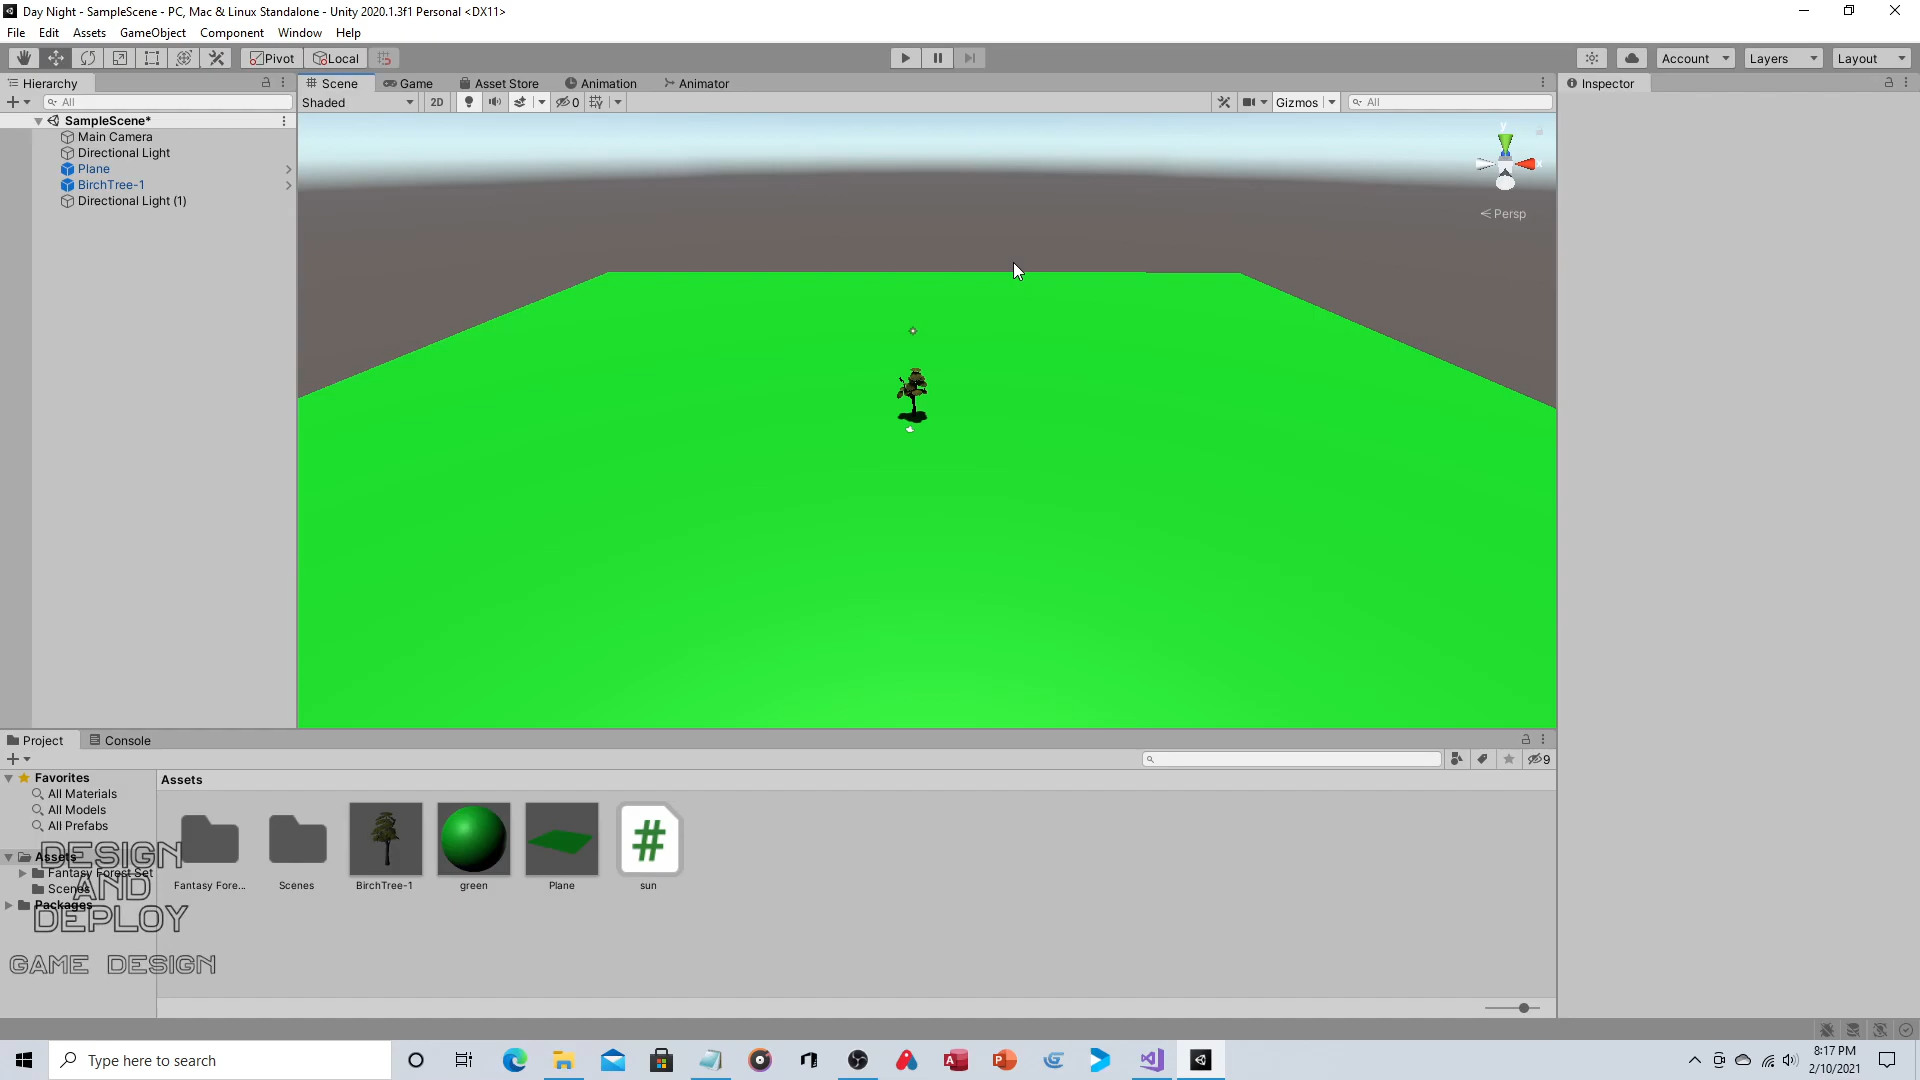 Day Night - SampleScene - PC, Mac & Linux Standalone - Unity 2020.1.3f1 Personal <DX11>
File Edit Assets GameObject Component Window Help
Pivot Local Account Layers Layout
Hierarchy Scene Game Asset Store Animation Animator Inspector
All Shaded 2D 0 Gizmos All
SampleScene*
Main Camera
Directional Light
Plane
BirchTree-1
Directional Light (1)
y
x
Persp
Project Console
9
Favorites
All Materials
All Models
All Prefabs
Assets
Fantasy Forest Set
Scenes
Packages
Assets
Fantasy Fore...
Scenes
BirchTree-1
green
Plane
#
sun
DESIGN
AND
DEPLOY
GAME DESIGN
Type here to search
8:17 PM
2/10/2021